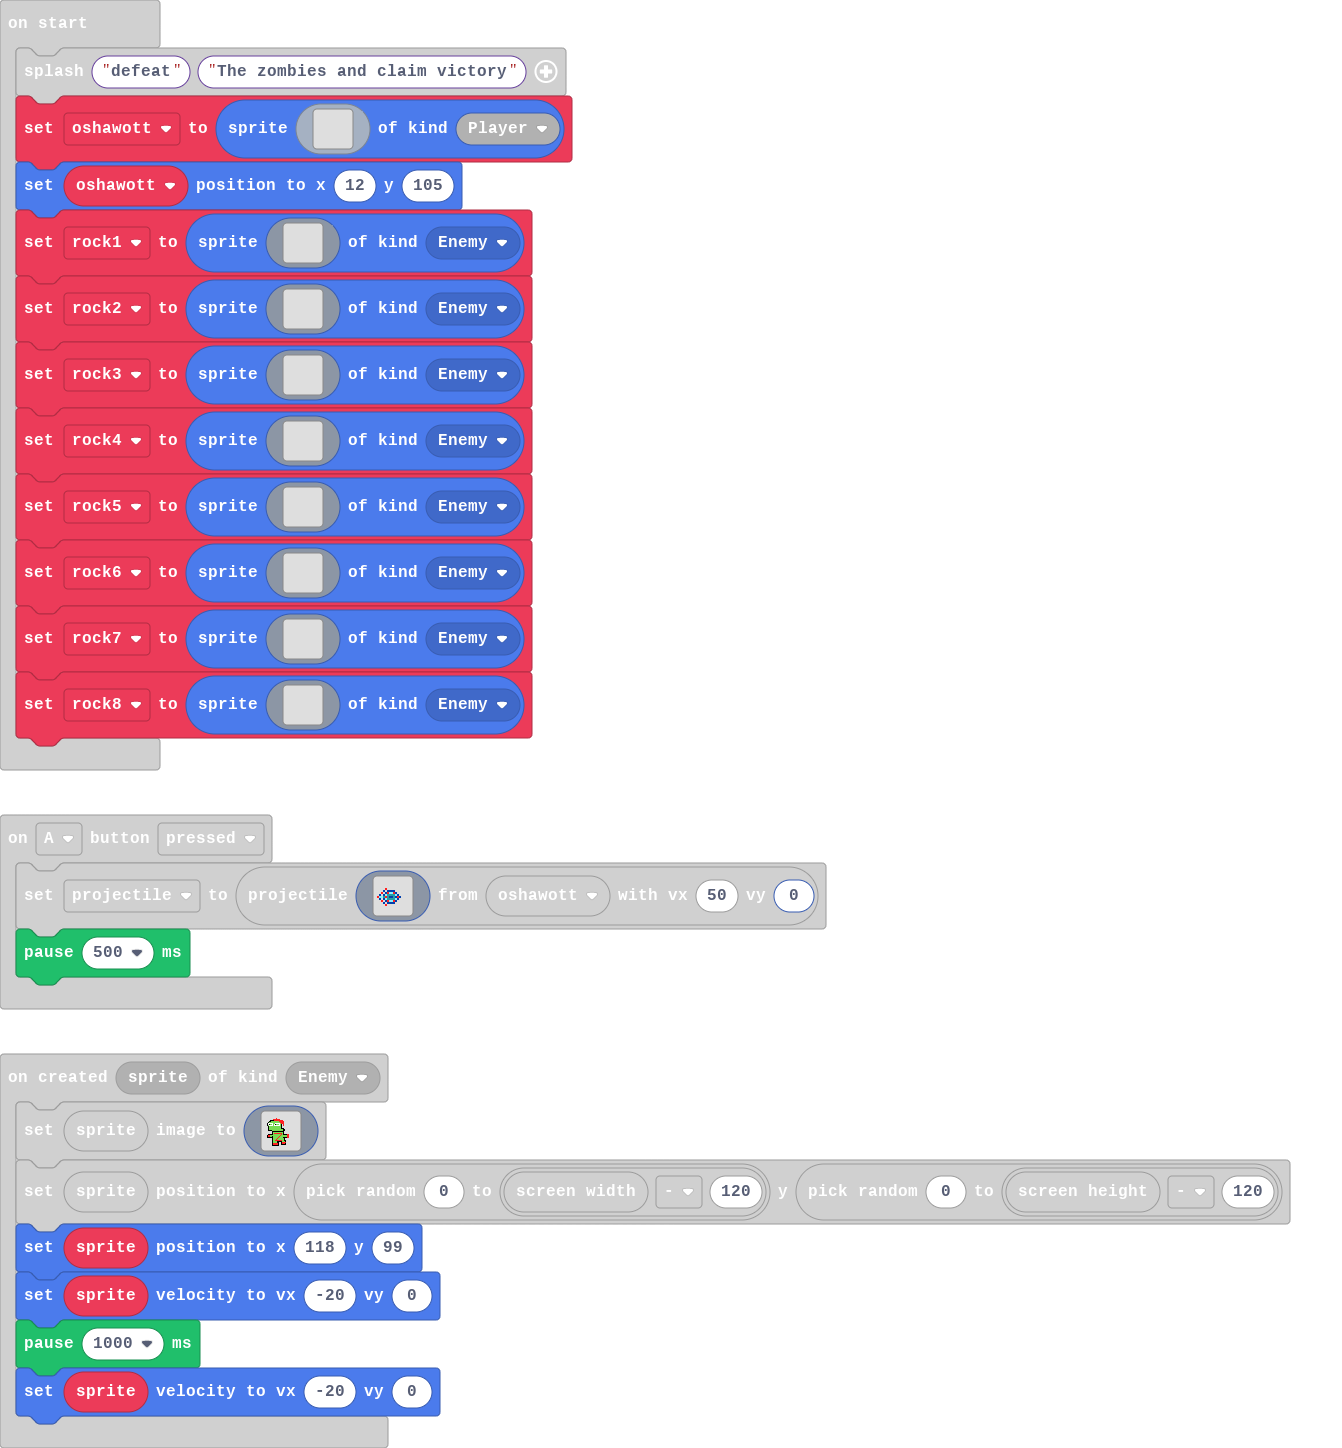 on start
splash "defeat" "The zombies and claim victory"
set oshawott to sprite of kind Player
set oshawott position to x 12 y 105
set rock1 to sprite of kind Enemy
set rock2 to sprite of kind Enemy
set rock3 to sprite of kind Enemy
set rock4 to sprite of kind Enemy
set rock5 to sprite of kind Enemy
set rock6 to sprite of kind Enemy
set rock7 to sprite of kind Enemy
set rock8 to sprite of kind Enemy
on A button pressed
set projectile to projectile from oshawott with vx 50 vy 0
pause 500 ms
on created sprite of kind Enemy
set sprite image to
set sprite position to x pick random 0 to screen width - 120 y pick random 0 to screen height - 120
set sprite position to x 118 y 99
set sprite velocity to vx -20 vy 0
pause 1000 ms
set sprite velocity to vx -20 vy 0